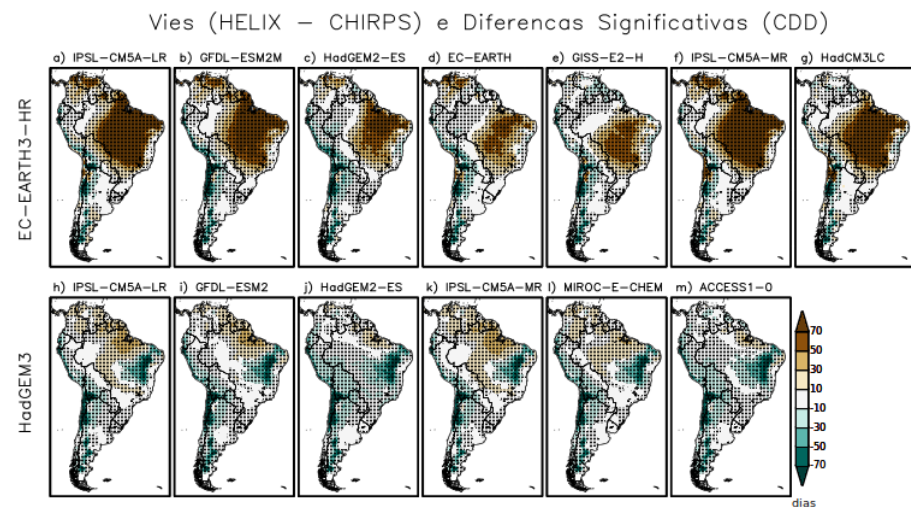 Vies (HELIX – CHIRPS) e Diferencas Significativas (CDD)
a) IPSL–CM5A–LR b) GFDL–ESM2M c) HadGEM2–ES d) EC–EARTH e) GISS–E2–H f) IPSL–CM5A–MR g) HadCM3LC
EC–EARTH3–HR
h) IPSL–CM5A–LR i) GFDL–ESM2 j) HadGEM2–ES k) IPSL–CM5A–MR l) MIROC–E–CHEM m) ACCESS1–0
HadGEM3
70
50
30
10
-10
-30
-50
-70
dias